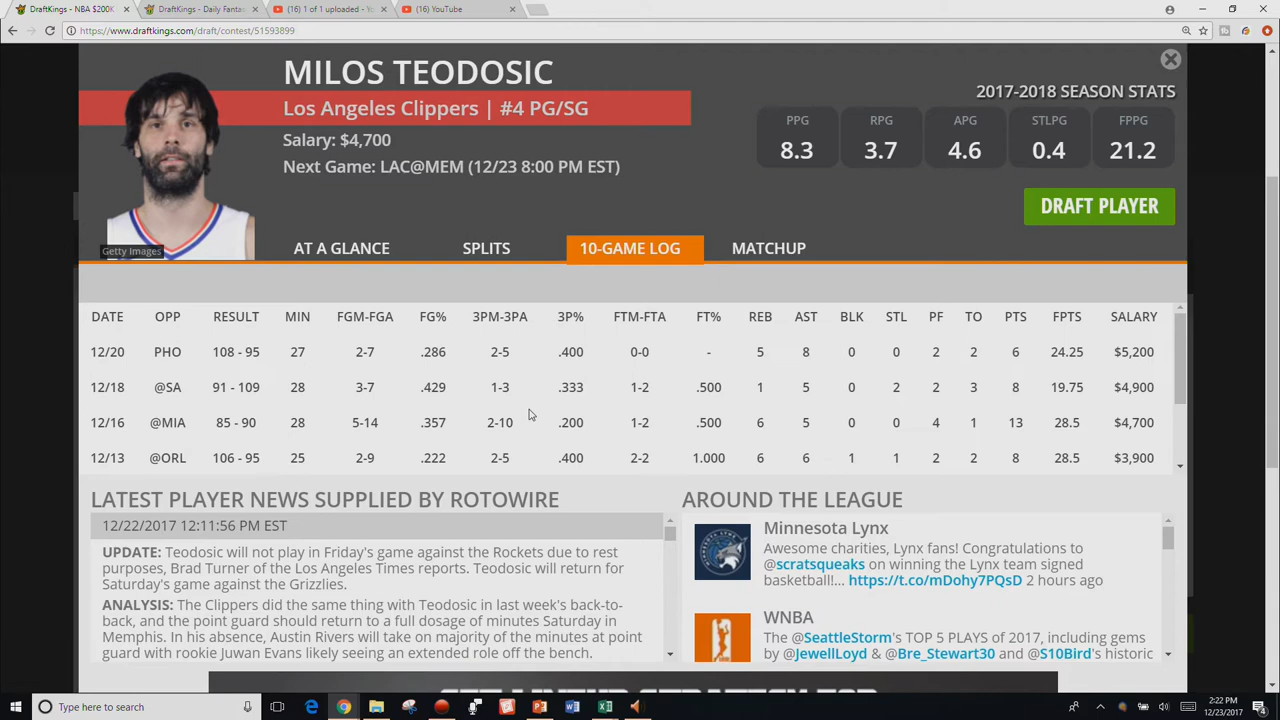 DraftKings - NBA $200K
DraftKings - Daily Fantas
(16) 1 of 1 uploaded - Yo
(16) YouTube
https://www.draftkings.com/draft/contest/51593899
MILOS TEODOSIC
Los Angeles Clippers | #4 PG/SG
Salary: $4,700
Next Game: LAC@MEM (12/23 8:00 PM EST)
Getty Images
2017-2018 SEASON STATS
PPG RPG APG STLPG FPPG
8.3 3.7 4.6 0.4 21.2
DRAFT PLAYER
AT A GLANCE SPLITS 10-GAME LOG MATCHUP
DATE OPP RESULT MIN FGM-FGA FG% 3PM-3PA 3P% FTM-FTA FT% REB AST BLK STL PF TO PTS FPTS SALARY
12/20 PHO 108 - 95 27 2-7 .286 2-5 .400 0-0 - 5 8 0 0 2 2 6 24.25 $5,200
12/18 @SA 91 - 109 28 3-7 .429 1-3 .333 1-2 .500 1 5 0 2 2 3 8 19.75 $4,900
12/16 @MIA 85 - 90 28 5-14 .357 2-10 .200 1-2 .500 6 5 0 0 4 1 13 28.5 $4,700
12/13 @ORL 106 - 95 25 2-9 .222 2-5 .400 2-2 1.000 6 6 1 1 2 2 8 28.5 $3,900
LATEST PLAYER NEWS SUPPLIED BY ROTOWIRE
12/22/2017 12:11:56 PM EST
UPDATE: Teodosic will not play in Friday's game against the Rockets due to rest
purposes, Brad Turner of the Los Angeles Times reports. Teodosic will return for
Saturday's game against the Grizzlies.
ANALYSIS: The Clippers did the same thing with Teodosic in last week's back-to-
back, and the point guard should return to a full dosage of minutes Saturday in
Memphis. In his absence, Austin Rivers will take on majority of the minutes at point
guard with rookie Juwan Evans likely seeing an extended role off the bench.
AROUND THE LEAGUE
Minnesota Lynx
Awesome charities, Lynx fans! Congratulations to
@scratsqueaks on winning the Lynx team signed
basketball!... https://t.co/mDohy7PQsD 2 hours ago
WNBA
The @SeattleStorm's TOP 5 PLAYS of 2017, including gems
by @JewellLoyd & @Bre_Stewart30 and @S10Bird's historic
Type here to search
2:22 PM
12/23/2017